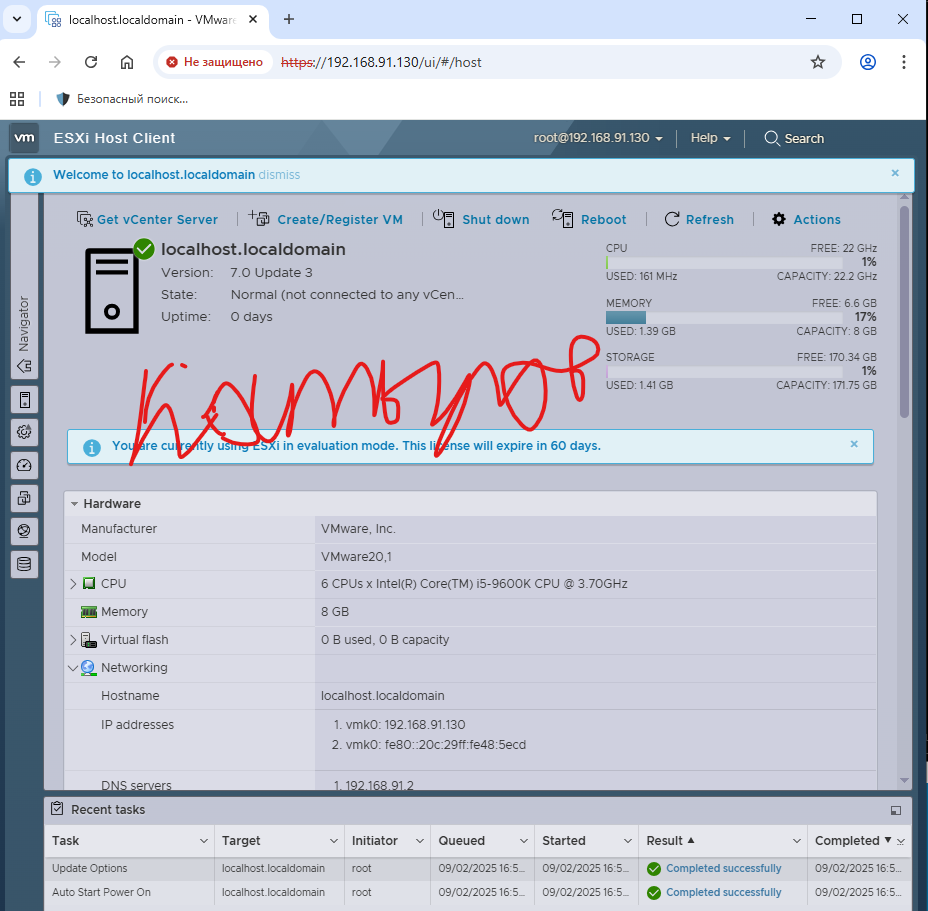 localhost.localdomain - VMwar
Не защищено https://192.168.91.130/ui/#/host
Безопасный поиск...
vm ESXi Host Client root@192.168.91.130 Help Search
Welcome to localhost.localdomain dismiss
Get vCenter Server Create/Register VM Shut down Reboot Refresh Actions
localhost.localdomain
Version: 7.0 Update 3
State: Normal (not connected to any vCen...
Uptime: 0 days
CPU FREE: 22 GHz
1%
USED: 161 MHz CAPACITY: 22.2 GHz
MEMORY FREE: 6.6 GB
17%
USED: 1.39 GB CAPACITY: 8 GB
STORAGE FREE: 170.34 GB
1%
USED: 1.41 GB CAPACITY: 171.75 GB
Navigator
You are currently using ESXi in evaluation mode. This license will expire in 60 days.
Hardware
Manufacturer VMware, Inc.
Model VMware20,1
CPU 6 CPUs x Intel(R) Core(TM) i5-9600K CPU @ 3.70GHz
Memory 8 GB
Virtual flash 0 B used, 0 B capacity
Networking
Hostname localhost.localdomain
IP addresses 1. vmk0: 192.168.91.130
2. vmk0: fe80::20c:29ff:fe48:5ecd
DNS servers 1. 192.168.91.2
Recent tasks
Task Target Initiator Queued Started Result Completed
Update Options localhost.localdomain root 09/02/2025 16:5... 09/02/2025 16:5... Completed successfully 09/02/2025 16:5...
Auto Start Power On localhost.localdomain root 09/02/2025 16:5... 09/02/2025 16:5... Completed successfully 09/02/2025 16:5...